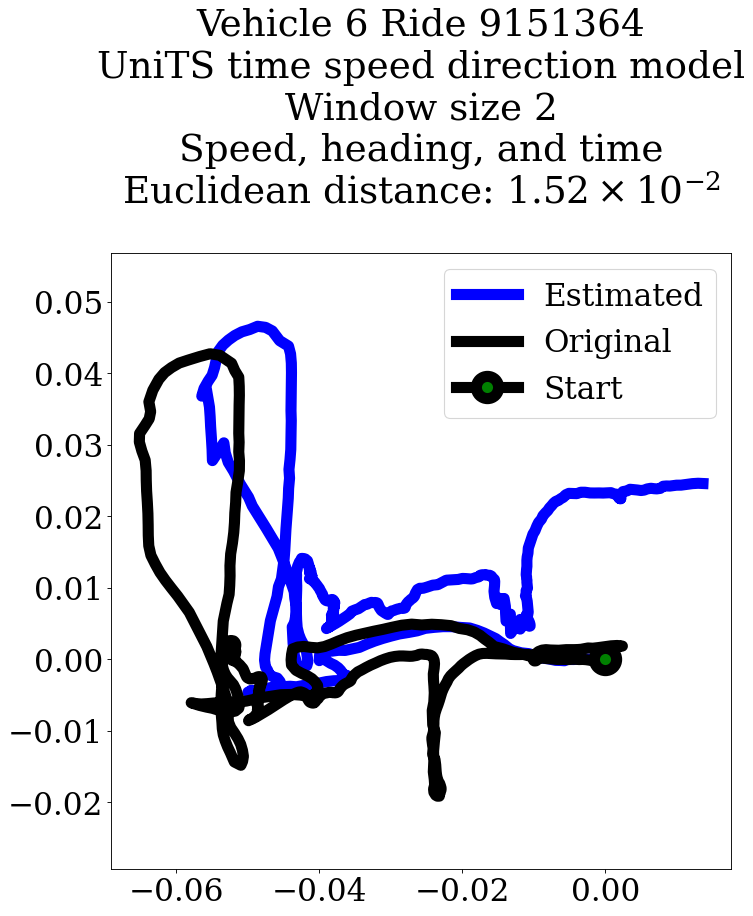 Vehicle 6 Ride 9151364
UniTS time speed direction model
Window size 2
Speed, heading, and time
Euclidean distance: 1.52 × 10⁻²
Estimated
Original
Start
0.05
0.04
0.03
0.02
0.01
0.00
−0.01
−0.02
−0.06 −0.04 −0.02 0.00